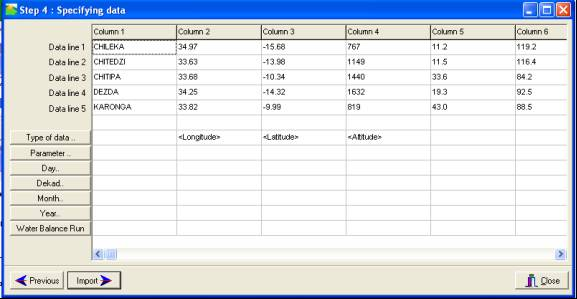 Step 4 : Specifying data
Column 1 Column 2 Column 3 Column 4 Column 5 Column 6
Data line 1 CHILEKA 34.97 -15.68 767 11.2 119.2
Data line 2 CHITEDZI 33.63 -13.98 1149 11.5 116.4
Data line 3 CHITIPA 33.68 -10.34 1440 33.6 84.2
Data line 4 DEZDA 34.25 -14.32 1632 19.3 92.5
Data line 5 KARONGA 33.82 -9.99 819 43.0 88.5
Type of data .. <Longitude> <Latitude> <Altitude>
Parameter ..
Day..
Dekad..
Month..
Year..
Water Balance Run
Previous Import Close